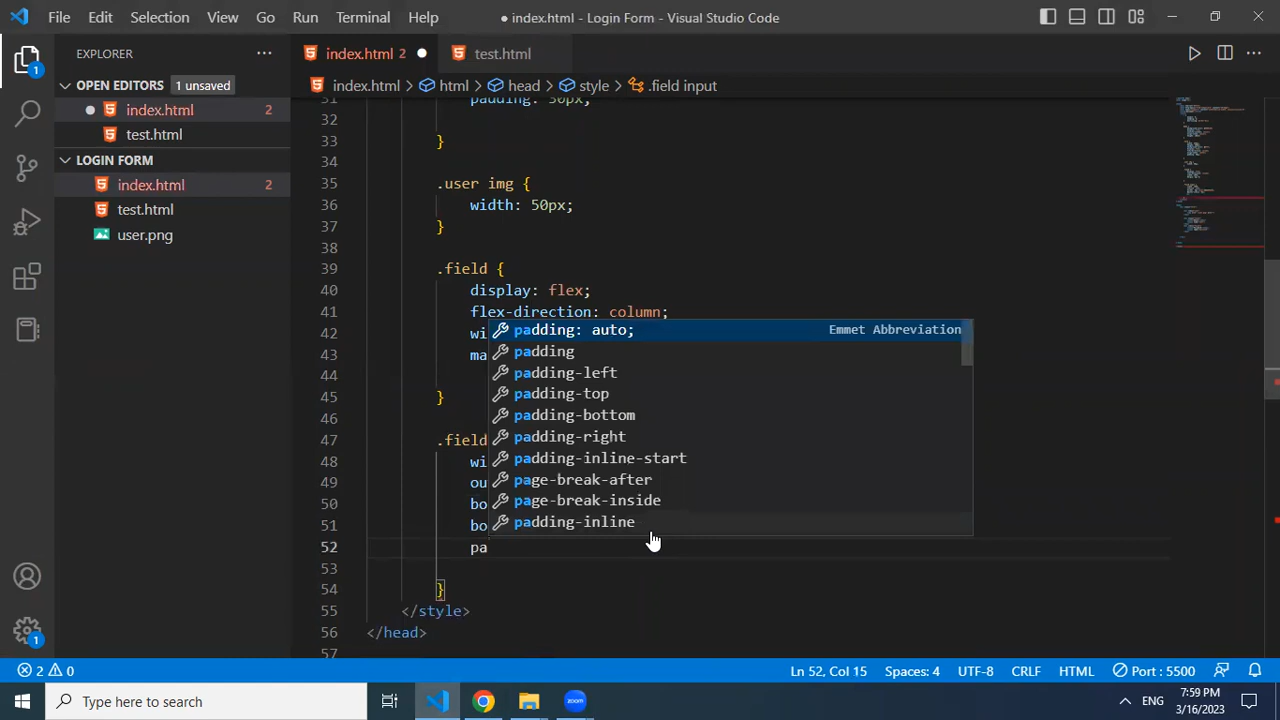 File Edit Selection View Go Run Terminal Help
● index.html - Login Form - Visual Studio Code
EXPLORER
OPEN EDITORS 1 unsaved
index.html 2
test.html
LOGIN FORM
index.html 2
test.html
user.png
index.html 2
test.html
index.html > html > head > style > .field input
31 padding: 30px;
32
33 }
34
35 .user img {
36 width: 50px;
37 }
38
39 .field {
40 display: flex;
41 flex-direction: column;
42 wi
43 ma
44
45 }
46
47 .field
48 wi
49 ou
50 bo
51 bo
52 pa
53
54 }
55 </style>
56 </head>
57
padding: auto; Emmet Abbreviation
padding
padding-left
padding-top
padding-bottom
padding-right
padding-inline-start
page-break-after
page-break-inside
padding-inline
1
1
2 0
Ln 52, Col 15 Spaces: 4 UTF-8 CRLF HTML Port : 5500
Type here to search
zoom
ENG
7:59 PM
3/16/2023